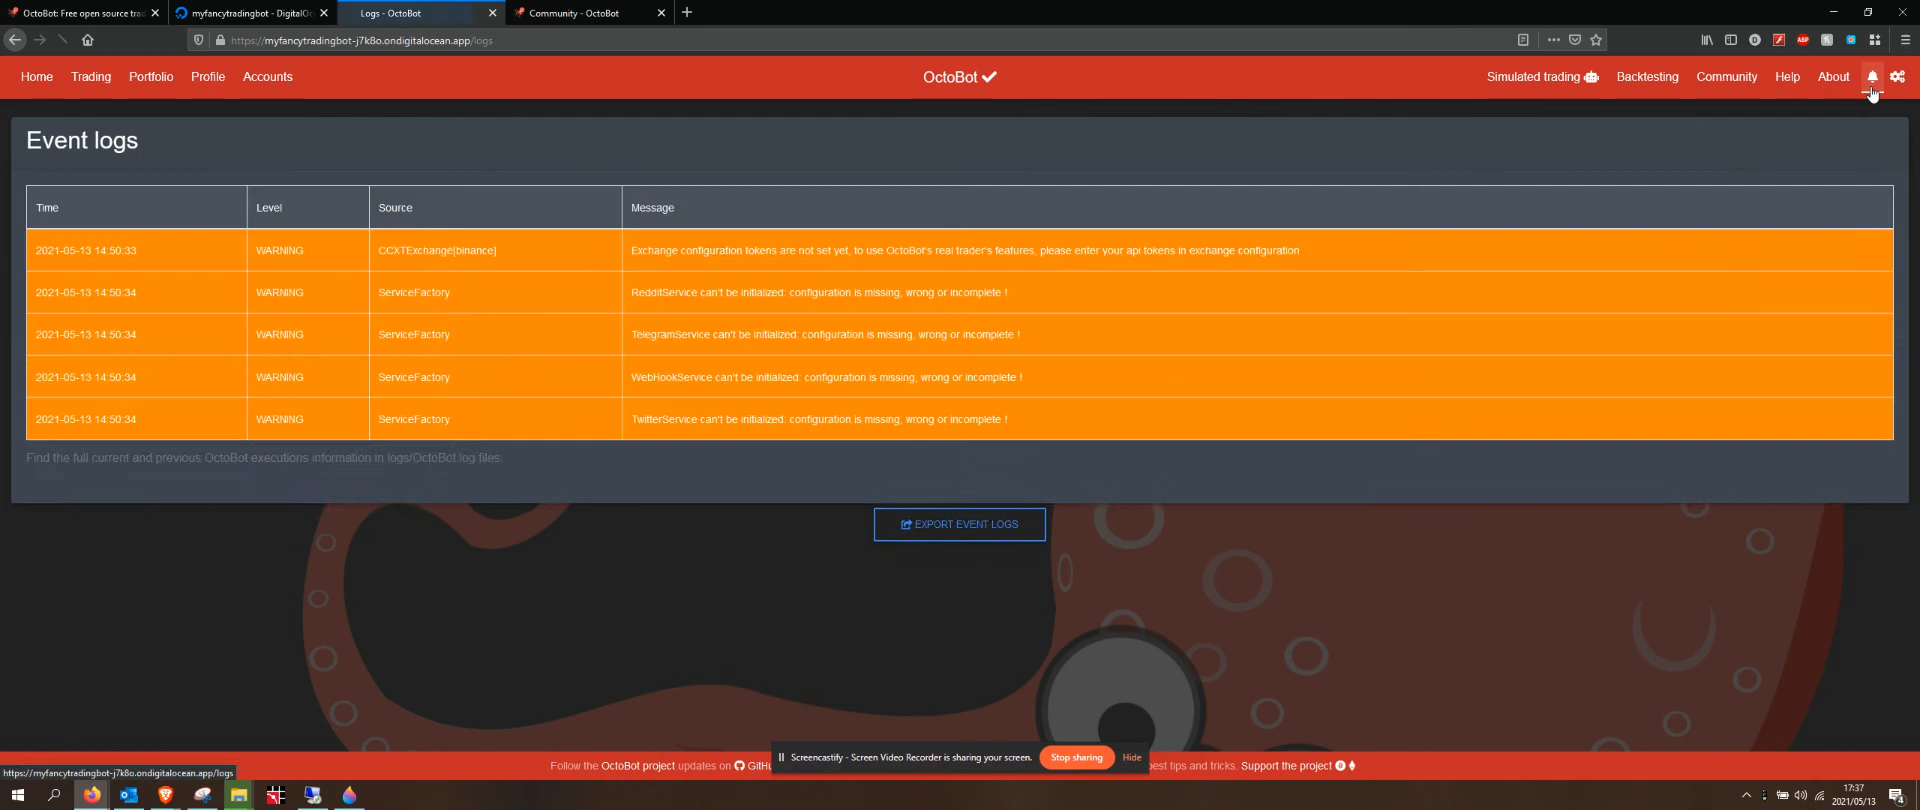 OctoBot: Free open source trad
myfancytradingbot - DigitalOc
Logs - OctoBot
Community - OctoBot
https://myfancytradingbot-j7k8o.ondigitalocean.app/logs
ABP
Home Trading Portfolio Profile Accounts OctoBot Simulated trading Backtesting Community Help About
Event logs
Time Level Source Message
2021-05-13 14:50:33 WARNING CCXTExchange[binance] Exchange configuration tokens are not set yet, to use OctoBot's real trader's features, please enter your api tokens in exchange configuration
2021-05-13 14:50:34 WARNING ServiceFactory RedditService can't be initialized: configuration is missing, wrong or incomplete !
2021-05-13 14:50:34 WARNING ServiceFactory TelegramService can't be initialized: configuration is missing, wrong or incomplete !
2021-05-13 14:50:34 WARNING ServiceFactory WebHookService can't be initialized: configuration is missing, wrong or incomplete !
2021-05-13 14:50:34 WARNING ServiceFactory TwitterService can't be initialized: configuration is missing, wrong or incomplete !
Find the full current and previous OctoBot executions information in logs/OctoBot log files.
EXPORT EVENT LOGS
Screencastify - Screen Video Recorder is sharing your screen. Stop sharing Hide
Follow the OctoBot project updates on GitHu best tips and tricks. Support the project
https://myfancytradingbot-j7k8o.ondigitalocean.app/logs
17:37
2021/05/13
4